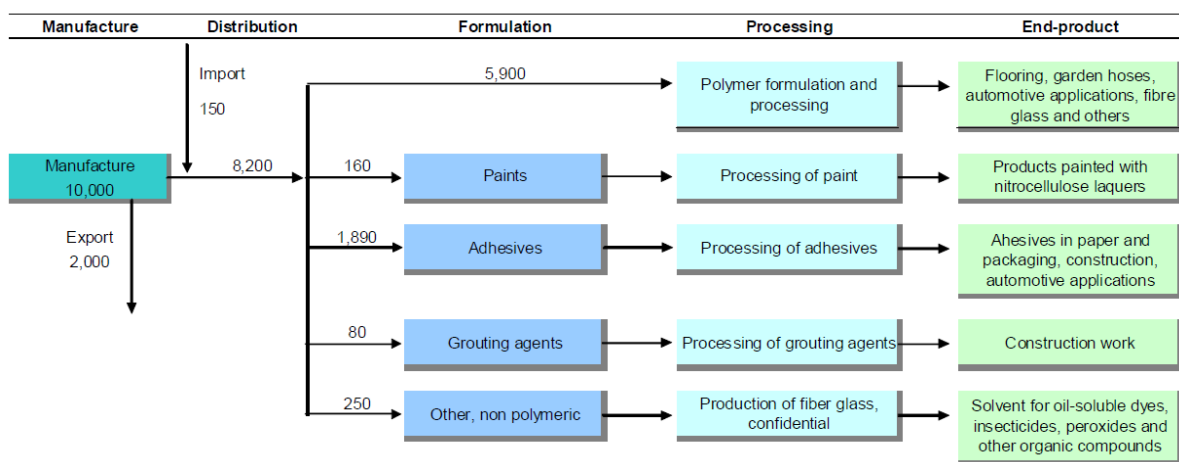 Manufacture Distribution Formulation Processing End-product
Import
150
5,900
Polymer formulation and
processing
Flooring, garden hoses,
automotive applications, fibre
glass and others
Manufacture
10,000
8,200
160
Paints
Processing of paint
Products painted with
nitrocellulose laquers
Export
2,000
1,890
Adhesives
Processing of adhesives
Ahesives in paper and
packaging, construction,
automotive applications
80
Grouting agents
Processing of grouting agents
Construction work
250
Other, non polymeric
Production of fiber glass,
confidential
Solvent for oil-soluble dyes,
insecticides, peroxides and
other organic compounds